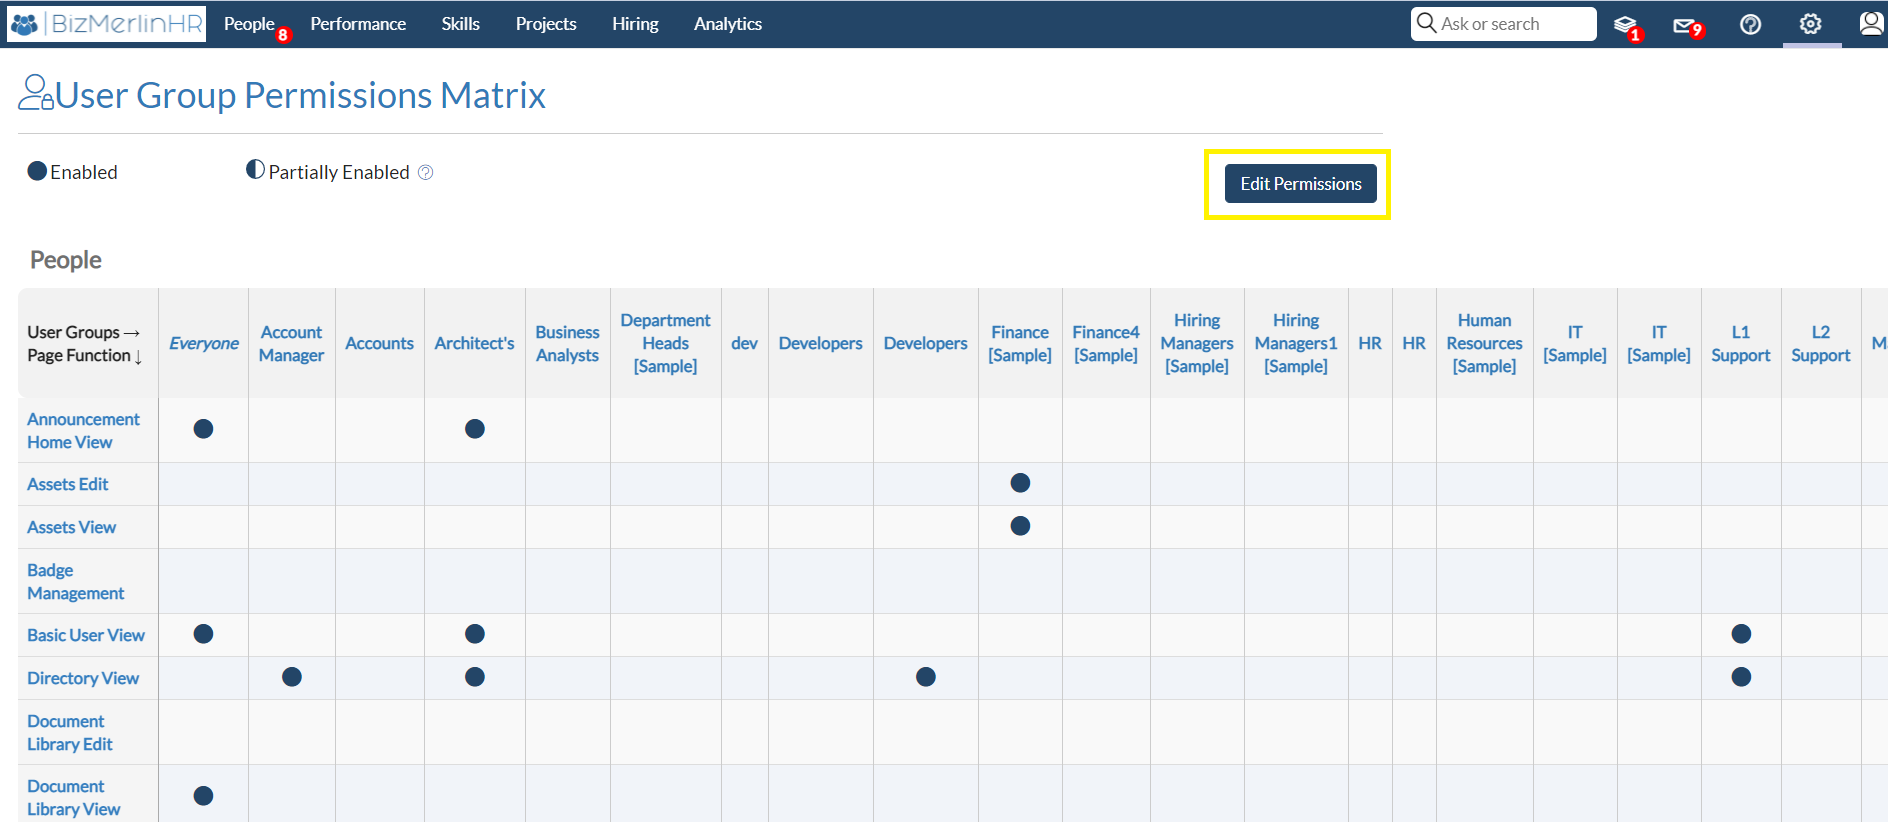 BizMerlinHR People 8 Performance Skills Projects Hiring Analytics Ask or search 1 9
User Group Permissions Matrix
Enabled Partially Enabled ? Edit Permissions
People
User Groups →
Page Function ↓
Everyone
Account
Manager
Accounts
Architect's
Business
Analysts
Department
Heads
[Sample]
dev
Developers
Developers
Finance
[Sample]
Finance4
[Sample]
Hiring
Managers
[Sample]
Hiring
Managers1
[Sample]
HR
HR
Human
Resources
[Sample]
IT
[Sample]
IT
[Sample]
L1
Support
L2
Support
Announcement
Home View
Assets Edit
Assets View
Badge
Management
Basic User View
Directory View
Document
Library Edit
Document
Library View